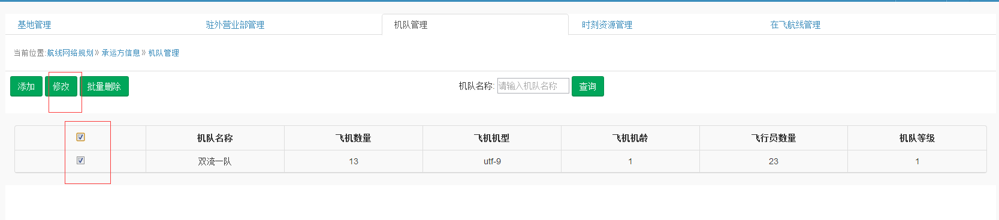 基地管理 驻外营业部管理 机队管理 时刻资源管理 在飞航线管理
当前位置:航线网络规划» 承运方信息» 机队管理
添加 修改 批量删除 机队名称: 请输入机队名称 查询
机队名称 飞机数量 飞机机型 飞机机龄 飞行员数量 机队等级
双流一队 13 utf-9 1 23 1